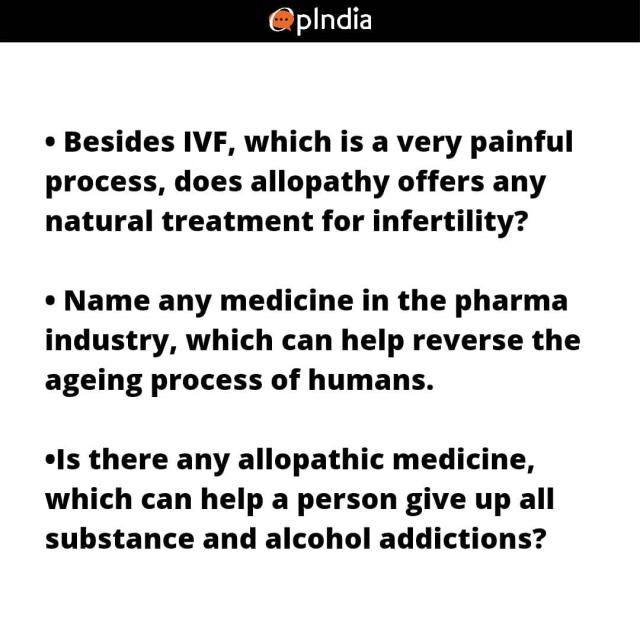 OpIndia
• Besides IVF, which is a very painful
process, does allopathy offers any
natural treatment for infertility?
• Name any medicine in the pharma
industry, which can help reverse the
ageing process of humans.
•Is there any allopathic medicine,
which can help a person give up all
substance and alcohol addictions?